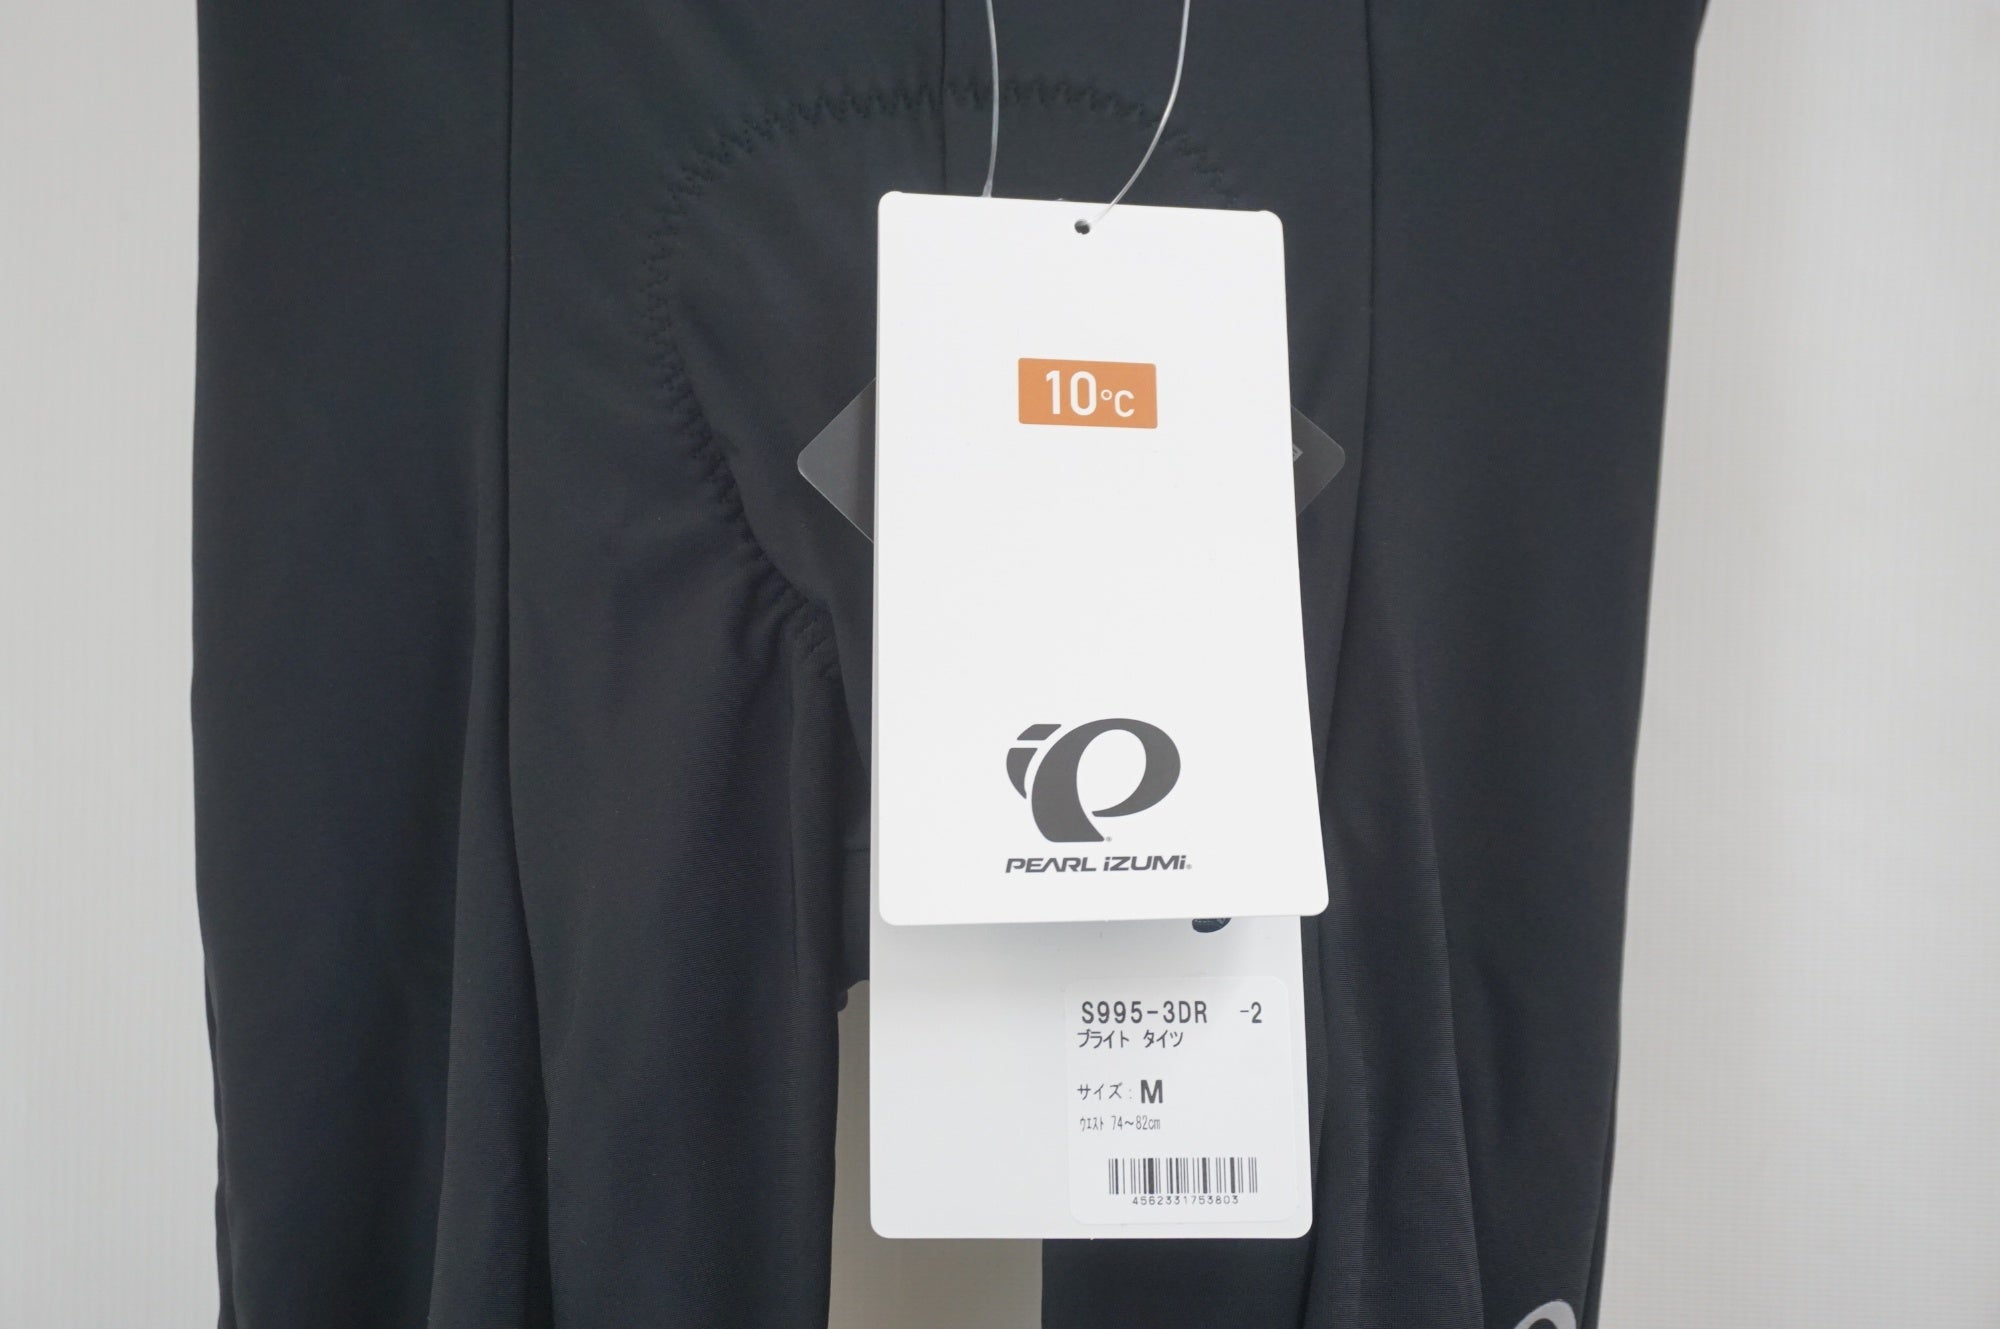 10°C
PEARL iZUMi®
S995-3DR -2
ブライト タイツ
サイズ: M
ウエスト 74~82cm
4562331753803